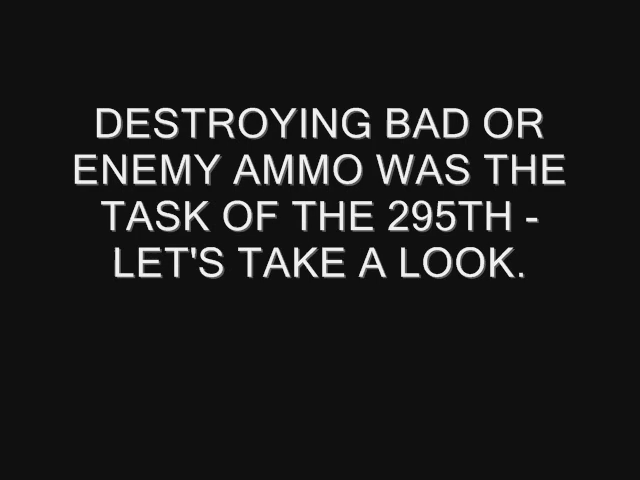 DESTROYING BAD OR
ENEMY AMMO WAS THE
TASK OF THE 295TH -
LET'S TAKE A LOOK.